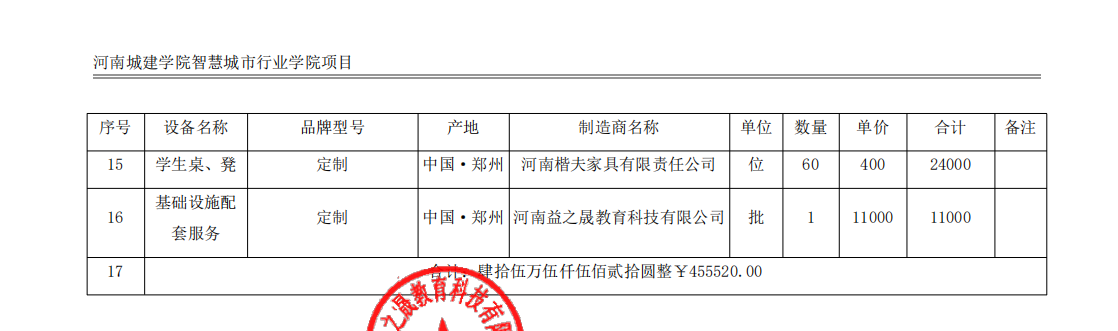 河南城建学院智慧城市行业学院项目
序号 设备名称 品牌型号 产地 制造商名称 单位 数量 单价 合计 备注
15 学生桌、凳 定制 中国·郑州 河南楷夫家具有限责任公司 位 60 400 24000
16 基础设施配套服务 定制 中国·郑州 河南益之晟教育科技有限公司 批 1 11000 11000
17 合计：肆拾伍万伍仟伍佰贰拾圆整￥455520.00
之晟教育科技有限